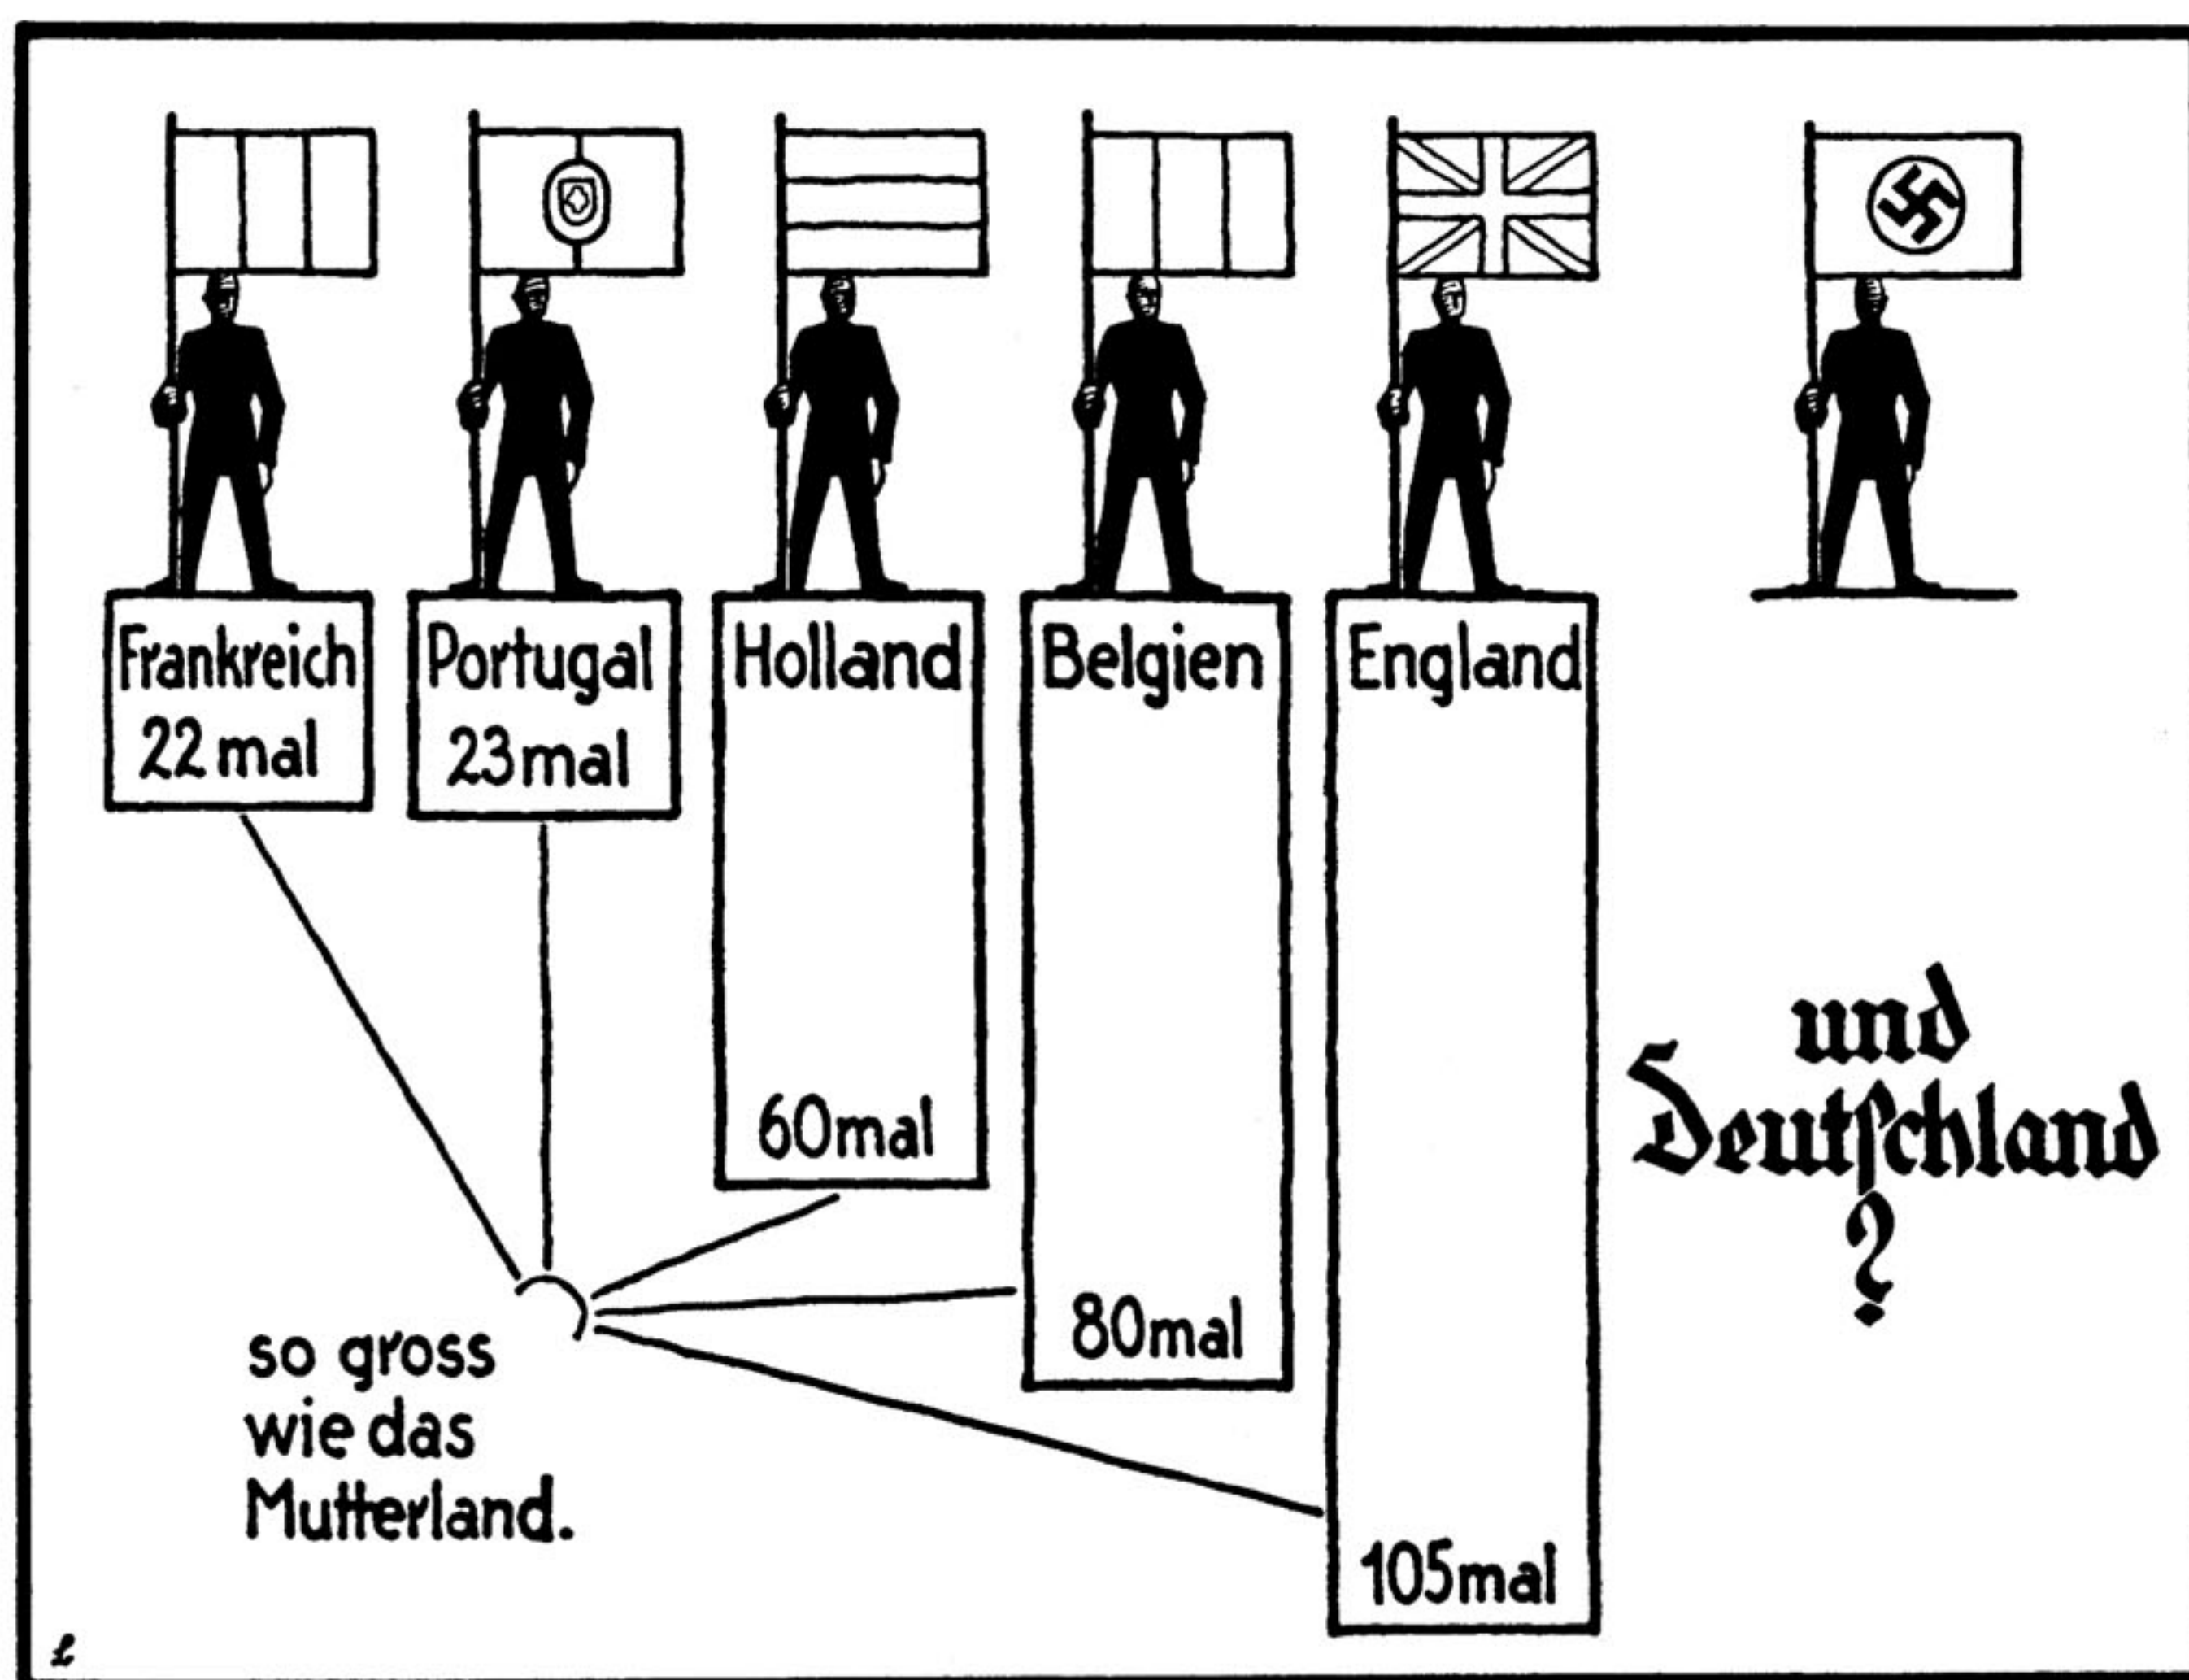 Frankreich
22 mal
Portugal
23mal
Holland
60mal
Belgien
80mal
England
105mal
so gross
wie das
Mutterland.
und
Deutſchland
?